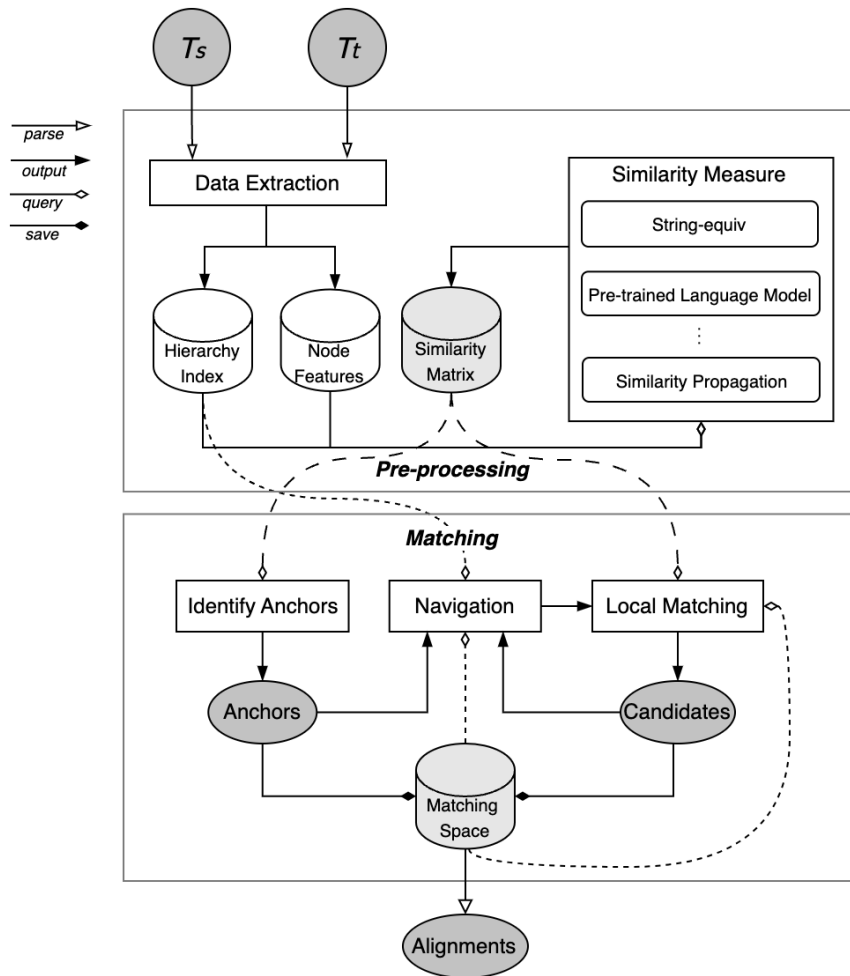 Ts
Tt
parse
output
query
save
Data Extraction
Similarity Measure
String-equiv
Pre-trained Language Model
⋮
Similarity Propagation
Hierarchy
Index
Node
Features
Similarity
Matrix
Pre-processing
Matching
Identify Anchors
Navigation
Local Matching
Anchors
Candidates
Matching
Space
Alignments